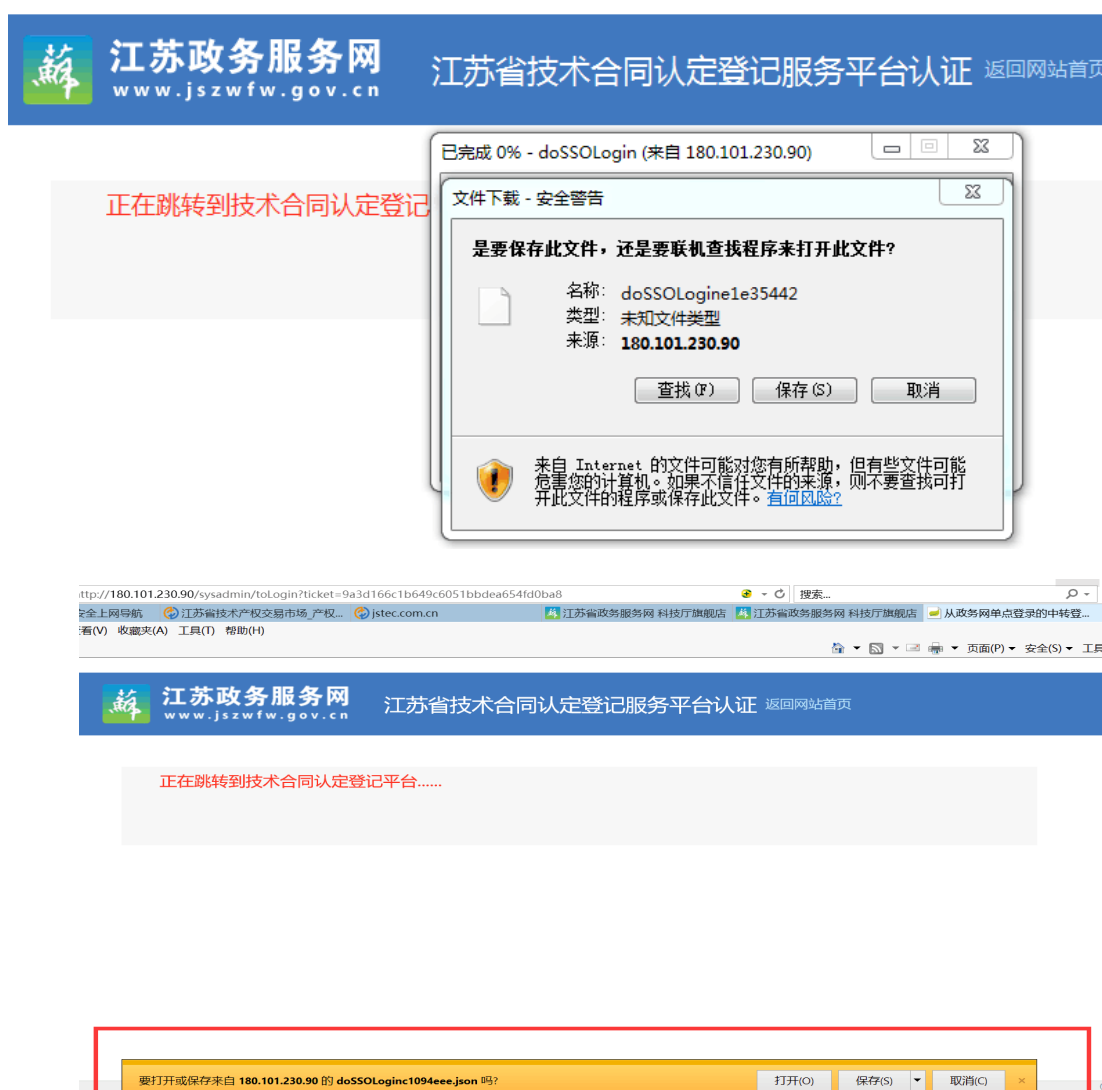 江苏政务服务网
www.jszwfw.gov.cn
江苏省技术合同认定登记服务平台认证 返回网站首页
正在跳转到技术合同认定登记
已完成 0% - doSSOLogin (来自 180.101.230.90)
文件下载 - 安全警告
是要保存此文件，还是要联机查找程序来打开此文件?
名称: doSSOLogine1e35442
类型: 未知文件类型
来源: 180.101.230.90
查找(F) 保存(S) 取消
来自 Internet 的文件可能对您有所帮助，但有些文件可能
危害您的计算机。如果不信任文件的来源，则不要查找可打
开此文件的程序或保存此文件。有何风险?
ttp://180.101.230.90/sysadmin/toLogin?ticket=9a3d166c1b649c6051bbdea654fd0ba8 搜索...
安全上网导航 江苏省技术产权交易市场_产权... jstec.com.cn 江苏省政务服务网 科技厅旗舰店 江苏省政务服务网 科技厅旗舰店 从政务网单点登录的中转登...
看(V) 收藏夹(A) 工具(T) 帮助(H)
页面(P) 安全(S) 工具
江苏政务服务网
www.jszwfw.gov.cn
江苏省技术合同认定登记服务平台认证 返回网站首页
正在跳转到技术合同认定登记平台......
要打开或保存来自 180.101.230.90 的 doSSOLoginc1094eee.json 吗?
打开(O) 保存(S) 取消(C) ×